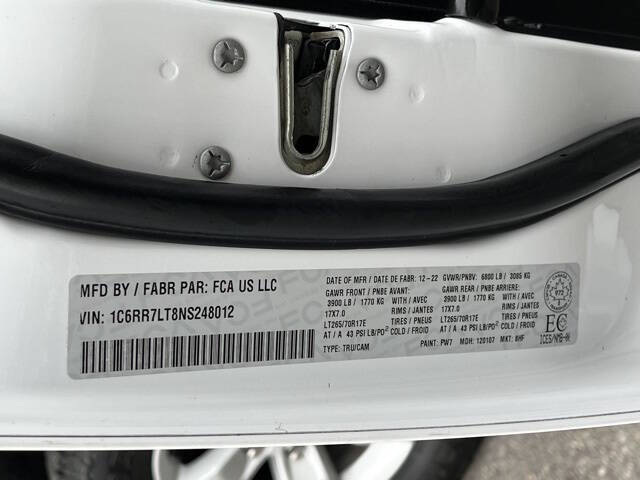 MFD BY / FABR PAR: FCA US LLC
VIN: 1C6RR7LT8NS248012
DATE OF MFR / DATE DE FABR: 12-22 GVWR/PNBV: 6800 LB / 3085 KG
GAWR FRONT / PNBE AVANT GAWR REAR / PNBE ARRIERE
3900 LB / 1770 KG WITH / AVEC 3900 LB / 1770 KG WITH / AVEC
17X7.0 RIMS / JANTES 17X7.0 RIMS / JANTES
LT265/70R17E TIRES / PNEUS LT265/70R17E TIRES / PNEUS
AT / A 43 PSI LB/PO² COLD / FROID AT / A 43 PSI LB/PO² COLD / FROID
TYPE: TRU/CAM PAINT: PW7 MDH: 120107 MKT: BHF
972
EC
ICES/NMB-